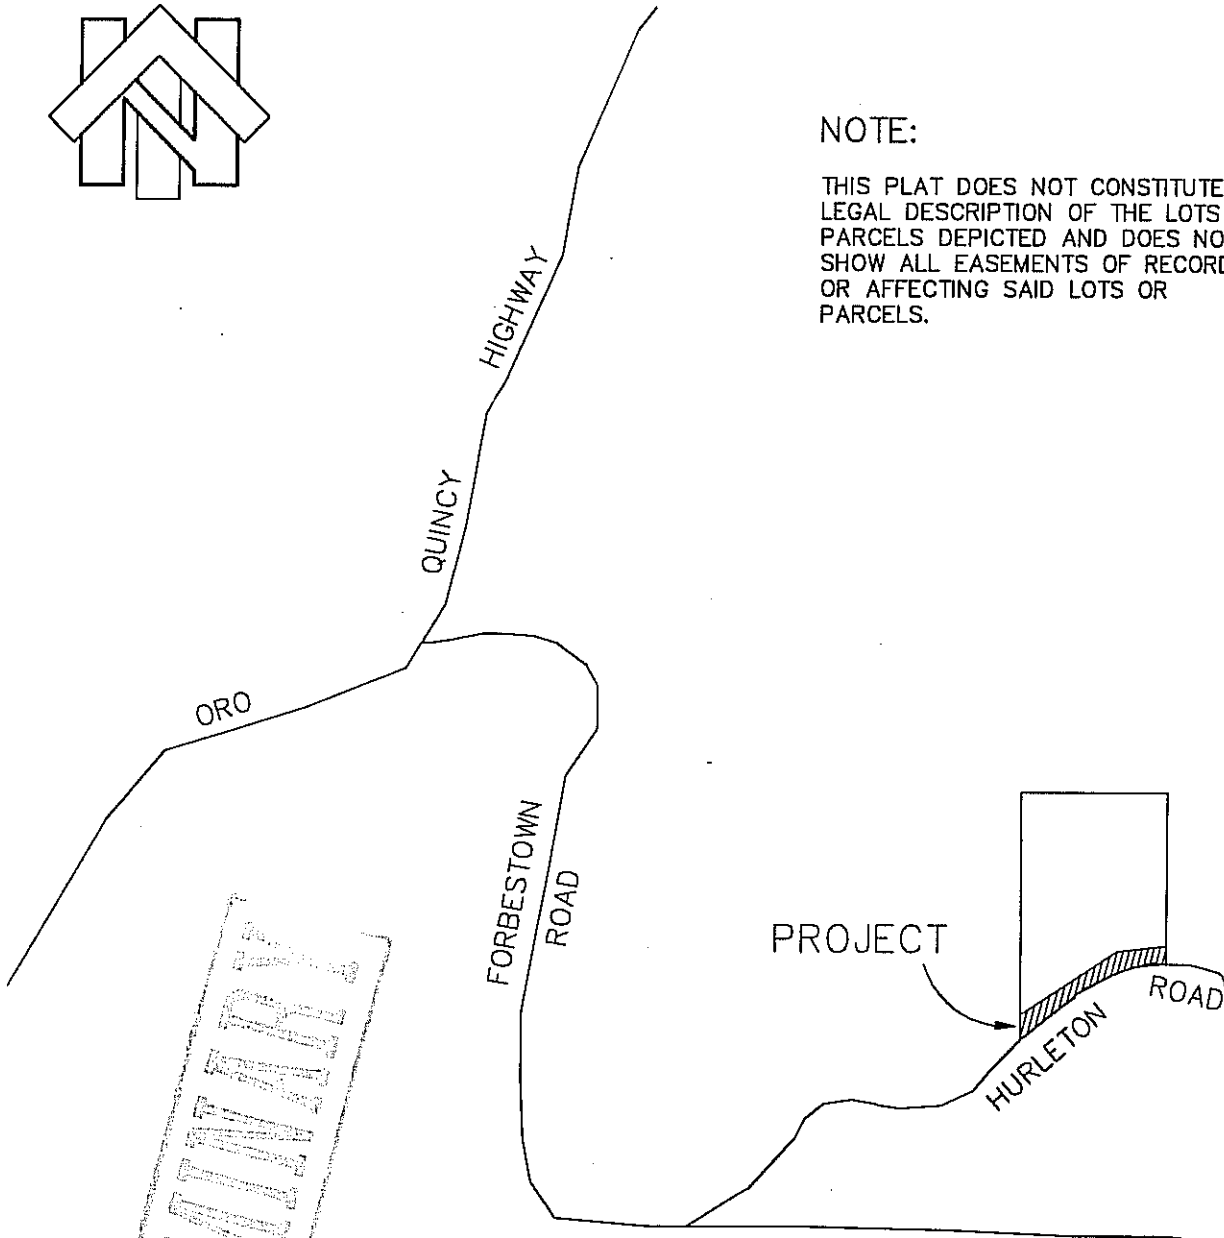 NOTE:
THIS PLAT DOES NOT CONSTITUTE
LEGAL DESCRIPTION OF THE LOTS
PARCELS DEPICTED AND DOES NO
SHOW ALL EASEMENTS OF RECORD
OR AFFECTING SAID LOTS OR
PARCELS.
HIGHWAY
QUINCY
ORO
FORBESTOWN
ROAD
PROJECT
HURLETON
ROAD